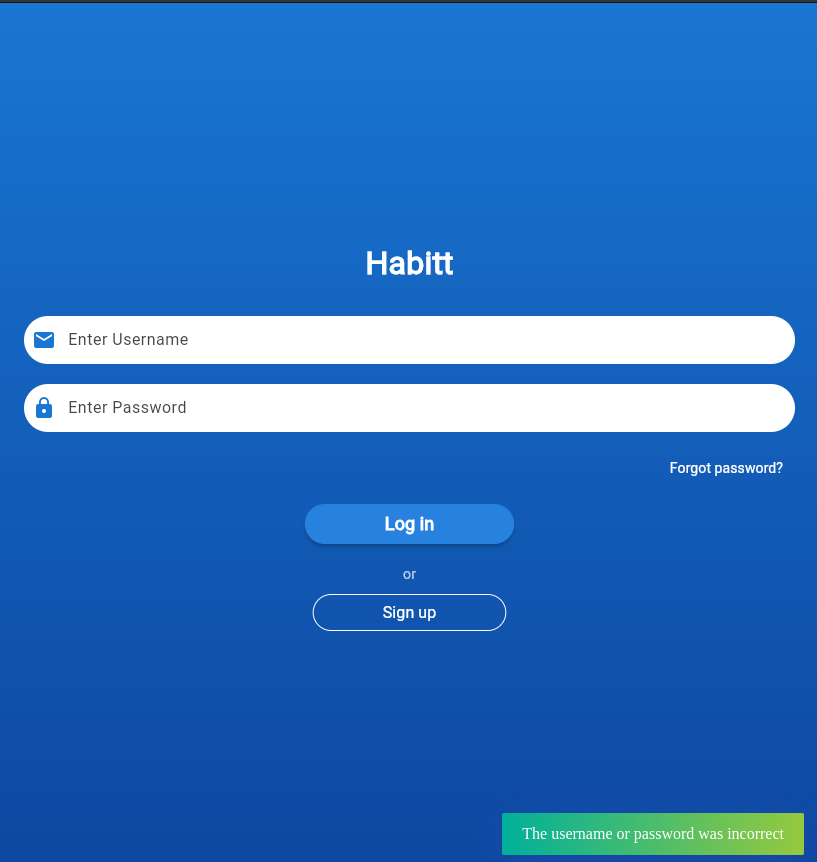 Habitt
Enter Username
Enter Password
Forgot password?
Log in
or
Sign up
The username or password was incorrect